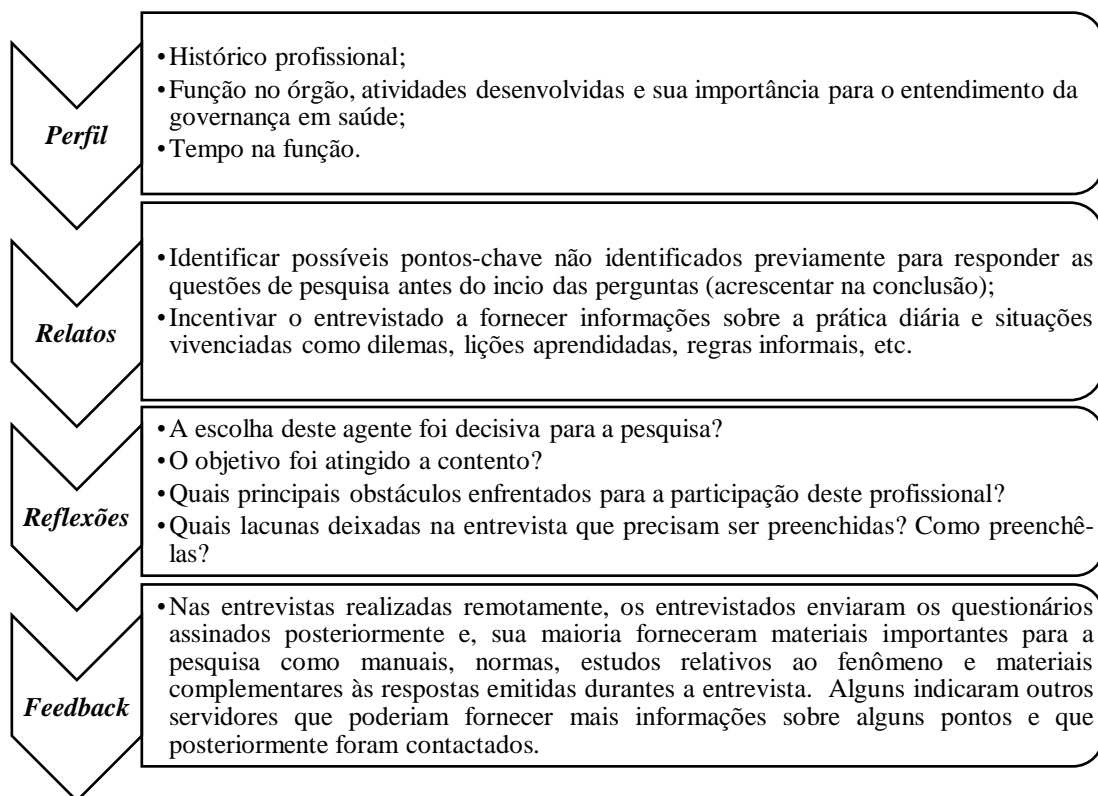 Perfil
•Histórico profissional;
•Função no órgão, atividades desenvolvidas e sua importância para o entendimento da
governança em saúde;
•Tempo na função.
Relatos
•Identificar possíveis pontos-chave não identificados previamente para responder as
questões de pesquisa antes do incio das perguntas (acrescentar na conclusão);
•Incentivar o entrevistado a fornecer informações sobre a prática diária e situações
vivenciadas como dilemas, lições aprendidadas, regras informais, etc.
Reflexões
•A escolha deste agente foi decisiva para a pesquisa?
•O objetivo foi atingido a contento?
•Quais principais obstáculos enfrentados para a participação deste profissional?
•Quais lacunas deixadas na entrevista que precisam ser preenchidas? Como preenchê-
las?
Feedback
•Nas entrevistas realizadas remotamente, os entrevistados enviaram os questionários
assinados posteriormente e, sua maioria forneceram materiais importantes para a
pesquisa como manuais, normas, estudos relativos ao fenômeno e materiais
complementares às respostas emitidas durantes a entrevista. Alguns indicaram outros
servidores que poderiam fornecer mais informações sobre alguns pontos e que
posteriormente foram contactados.